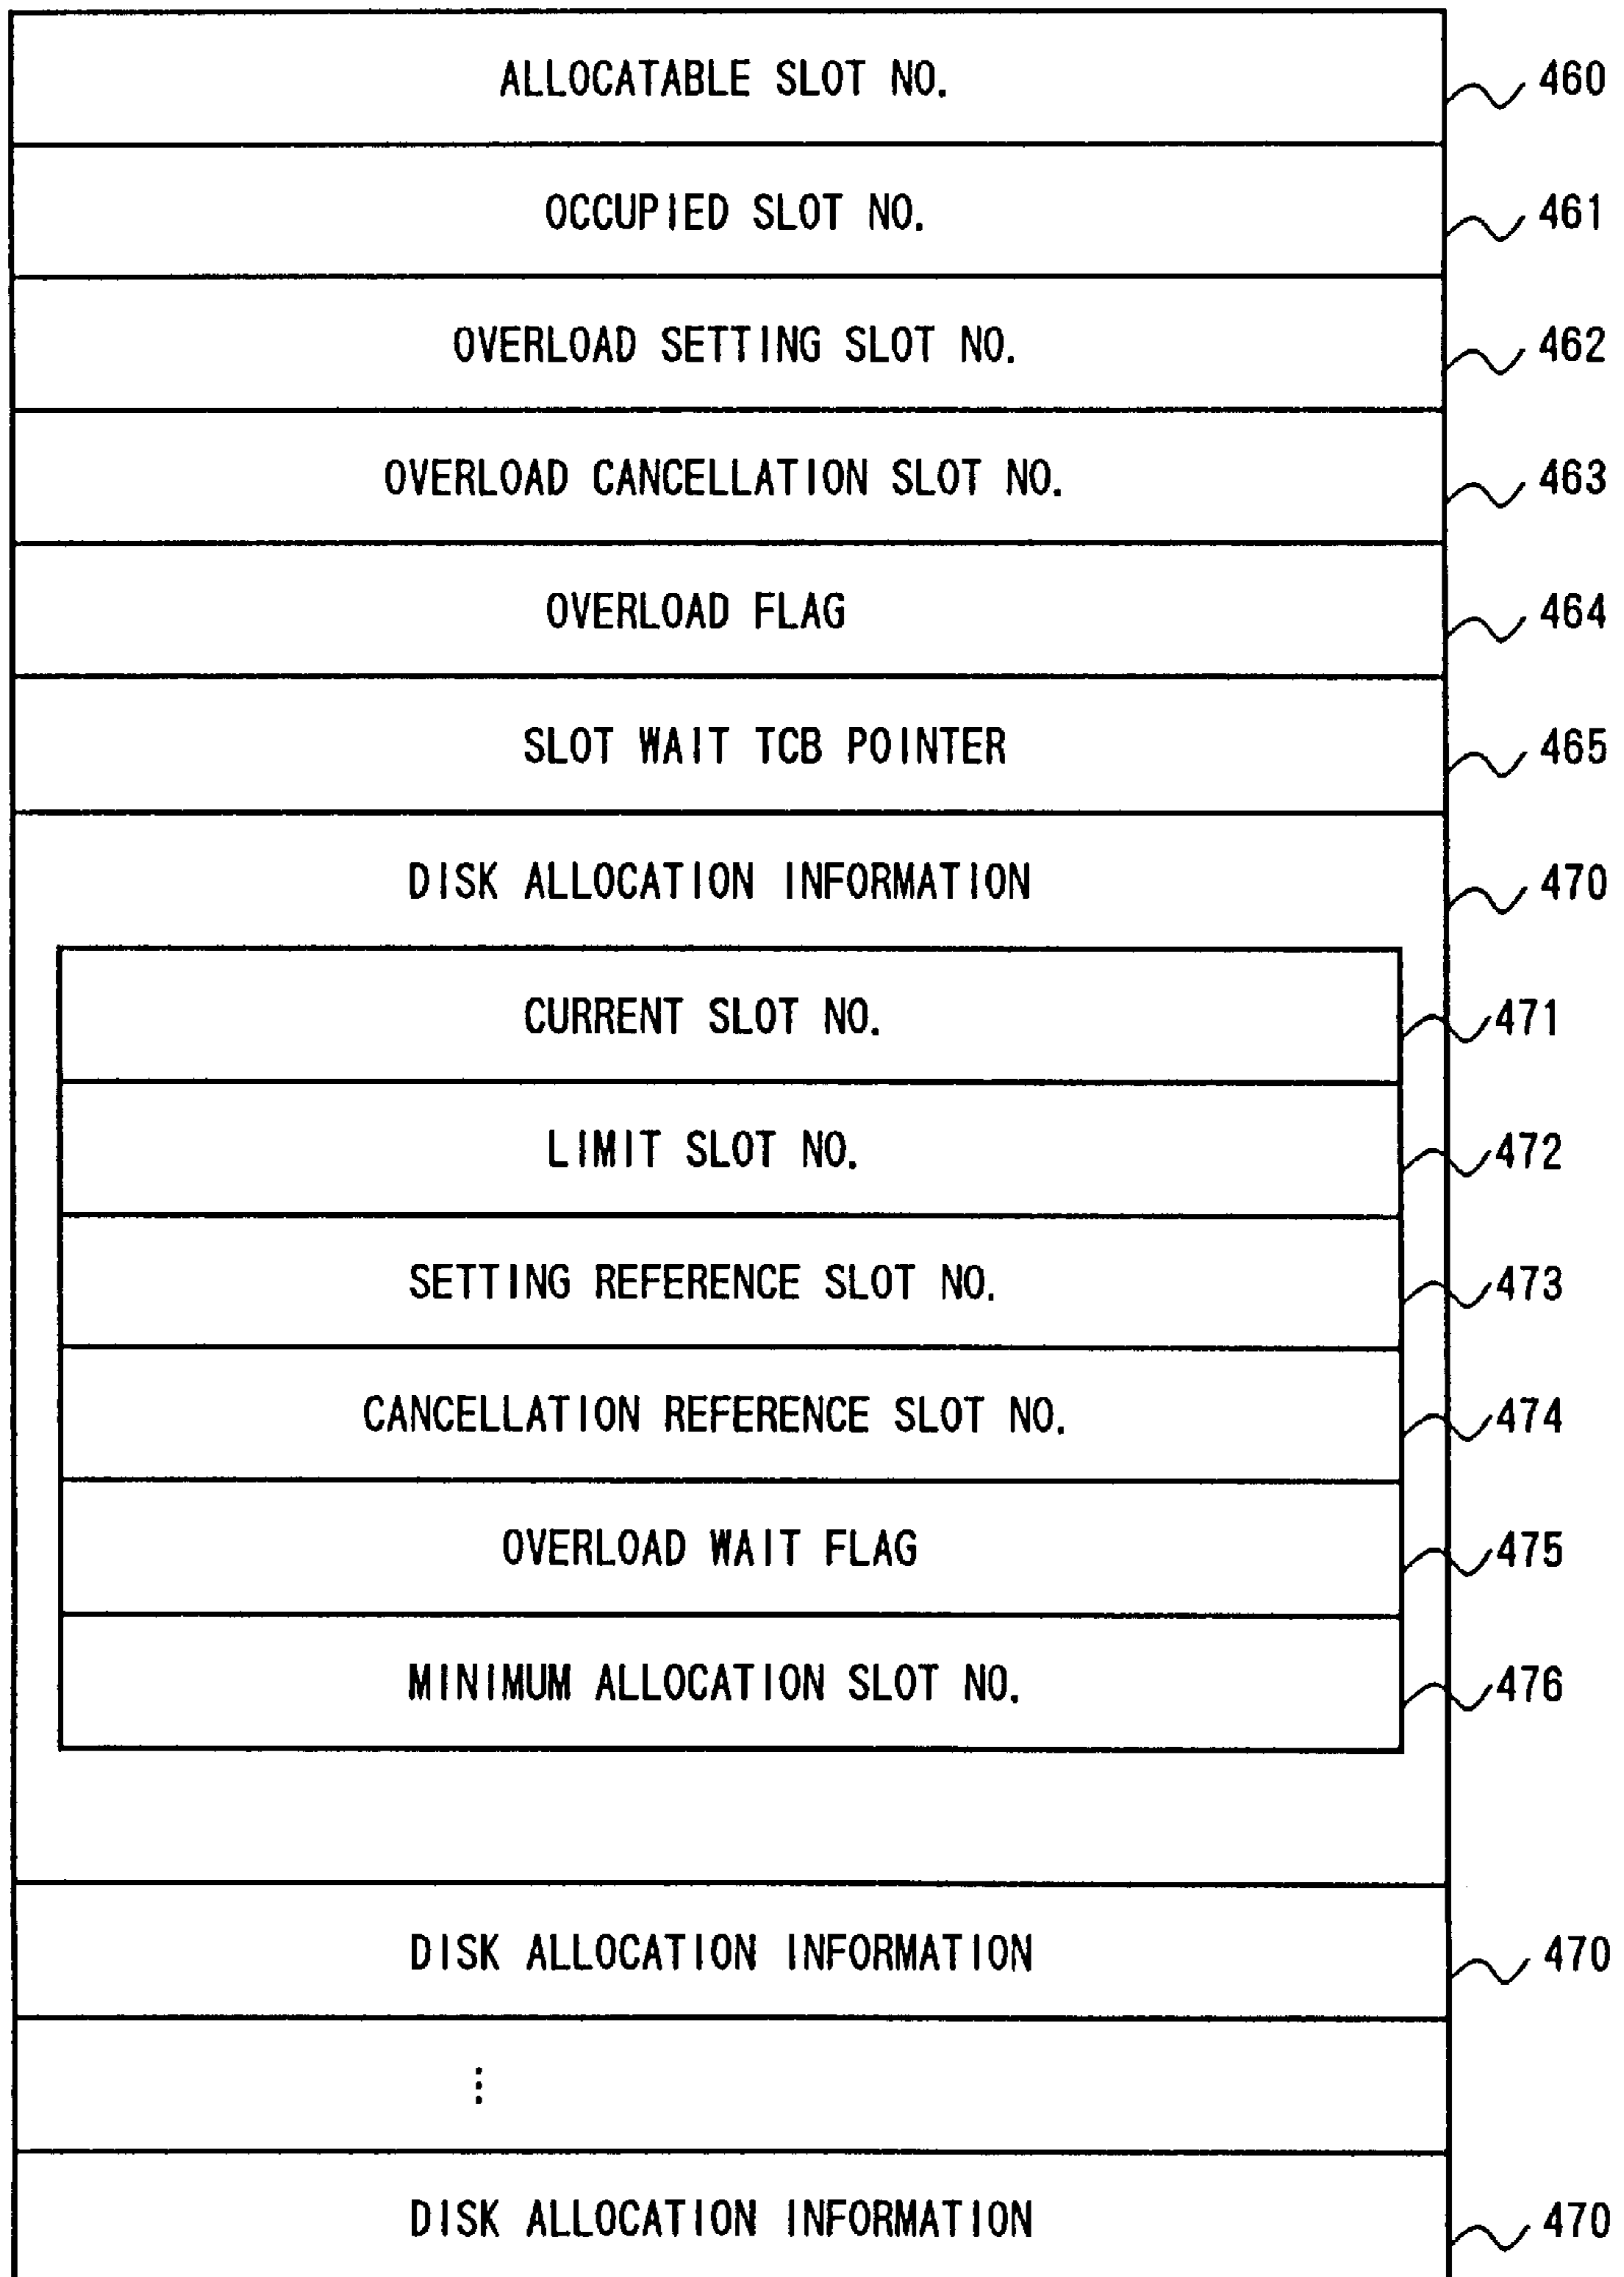 ALLOCATABLE SLOT NO. 460
OCCUPIED SLOT NO. 461
OVERLOAD SETTING SLOT NO. 462
OVERLOAD CANCELLATION SLOT NO. 463
OVERLOAD FLAG 464
SLOT WAIT TCB POINTER 465
DISK ALLOCATION INFORMATION 470
CURRENT SLOT NO. 471
LIMIT SLOT NO. 472
SETTING REFERENCE SLOT NO. 473
CANCELLATION REFERENCE SLOT NO. 474
OVERLOAD WAIT FLAG 475
MINIMUM ALLOCATION SLOT NO. 476
DISK ALLOCATION INFORMATION 470
⋮
DISK ALLOCATION INFORMATION 470